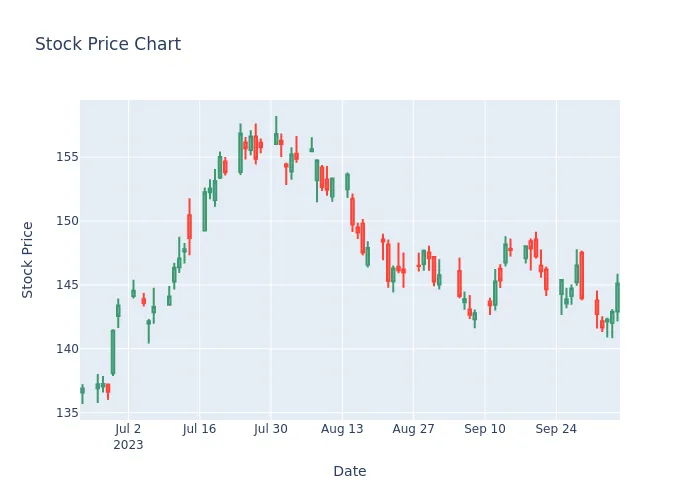 Stock Price Chart
Stock Price
155
150
145
140
135
Jul 2
2023
Jul 16
Jul 30
Aug 13
Aug 27
Sep 10
Sep 24
Date